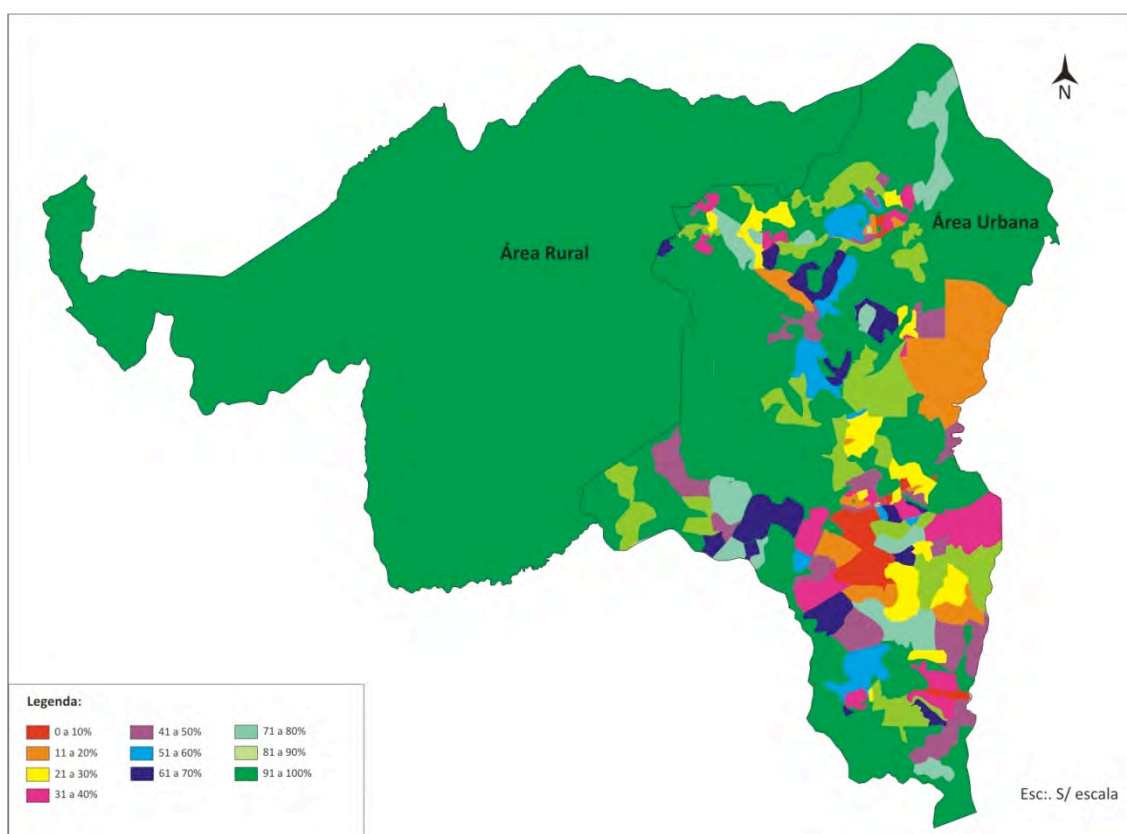 N
Área Urbana
Área Rural
Legenda:
0 a 10%
11 a 20%
21 a 30%
31 a 40%
41 a 50%
51 a 60%
61 a 70%
71 a 80%
81 a 90%
91 a 100%
Esc:. S/ escala